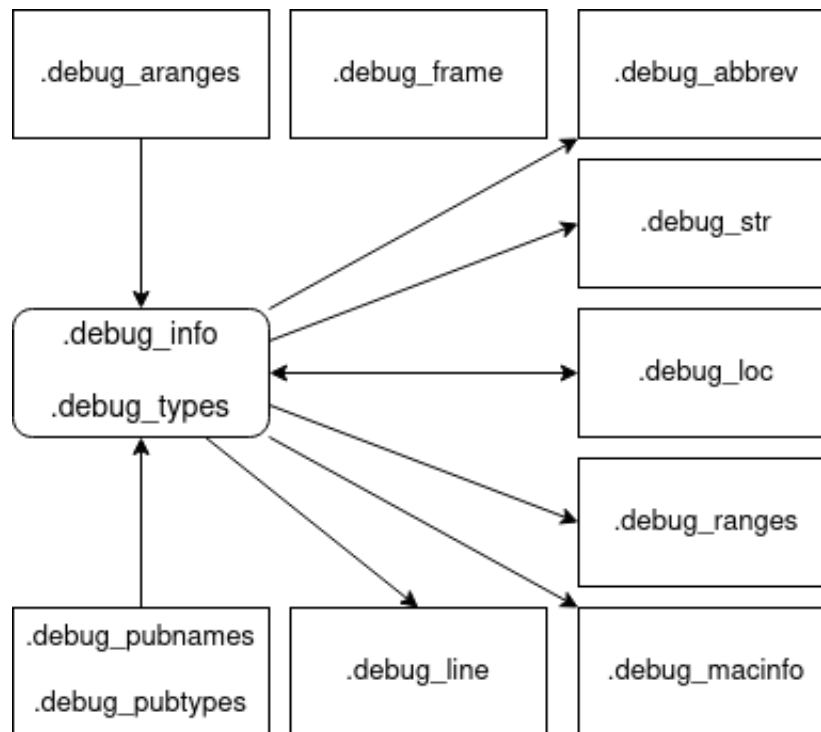 .debug_aranges
.debug_frame
.debug_abbrev
.debug_str
.debug_info
.debug_types
.debug_loc
.debug_ranges
.debug_pubnames
.debug_pubtypes
.debug_line
.debug_macinfo